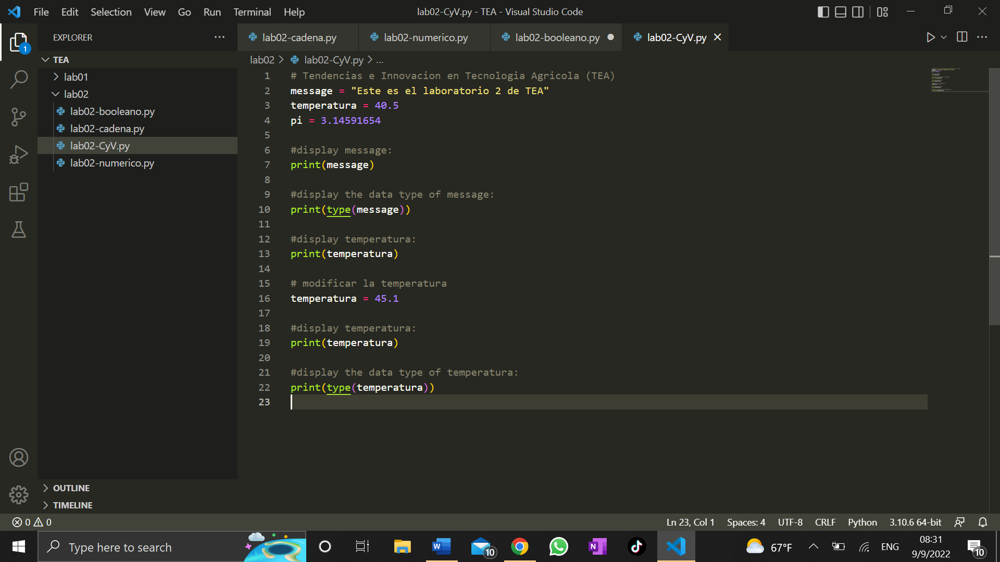 File Edit Selection View Go Run Terminal Help
lab02-CyV.py - TEA - Visual Studio Code
EXPLORER
1
TEA
lab01
lab02
lab02-booleano.py
lab02-cadena.py
lab02-CyV.py
lab02-numerico.py
OUTLINE
TIMELINE
lab02-cadena.py lab02-numerico.py lab02-booleano.py lab02-CyV.py
lab02 > lab02-CyV.py > ...
1 # Tendencias e Innovacion en Tecnologia Agricola (TEA)
2 message = "Este es el laboratorio 2 de TEA"
3 temperatura = 40.5
4 pi = 3.14591654
5
6 #display message:
7 print(message)
8
9 #display the data type of message:
10 print(type(message))
11
12 #display temperatura:
13 print(temperatura)
14
15 # modificar la temperatura
16 temperatura = 45.1
17
18 #display temperatura:
19 print(temperatura)
20
21 #display the data type of temperatura:
22 print(type(temperatura))
23
0 0 Ln 23, Col 1 Spaces: 4 UTF-8 CRLF Python 3.10.6 64-bit
Type here to search 10 67°F ENG 08:31
9/9/2022 10